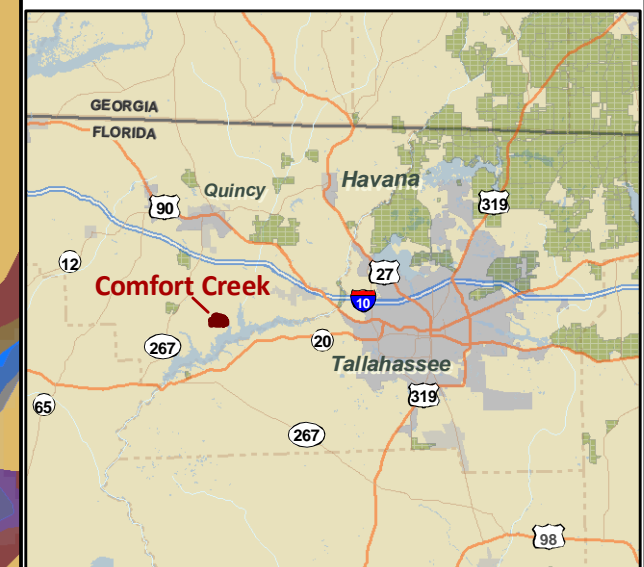 GEORGIA
FLORIDA
Quincy
Havana
90
319
12
27
Comfort Creek
10
267
20
Tallahassee
65
319
267
98